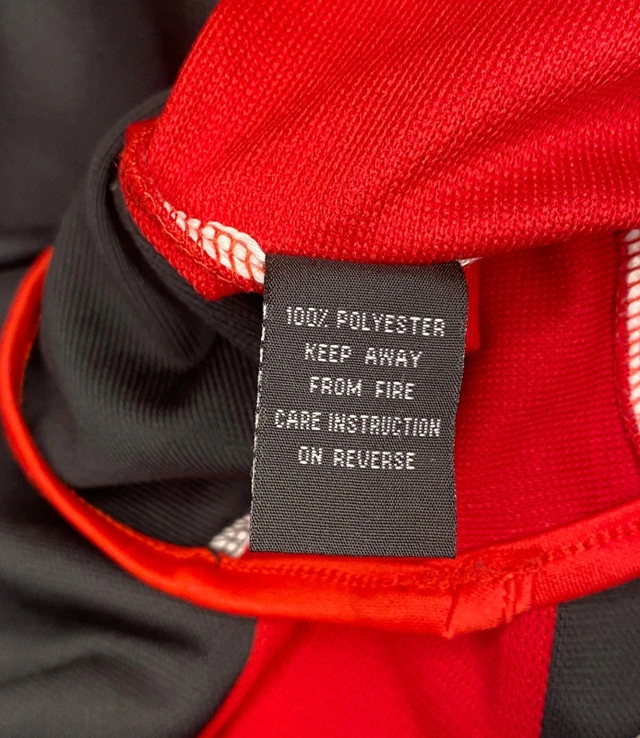 100% POLYESTER
KEEP AWAY
FROM FIRE
CARE INSTRUCTION
ON REVERSE